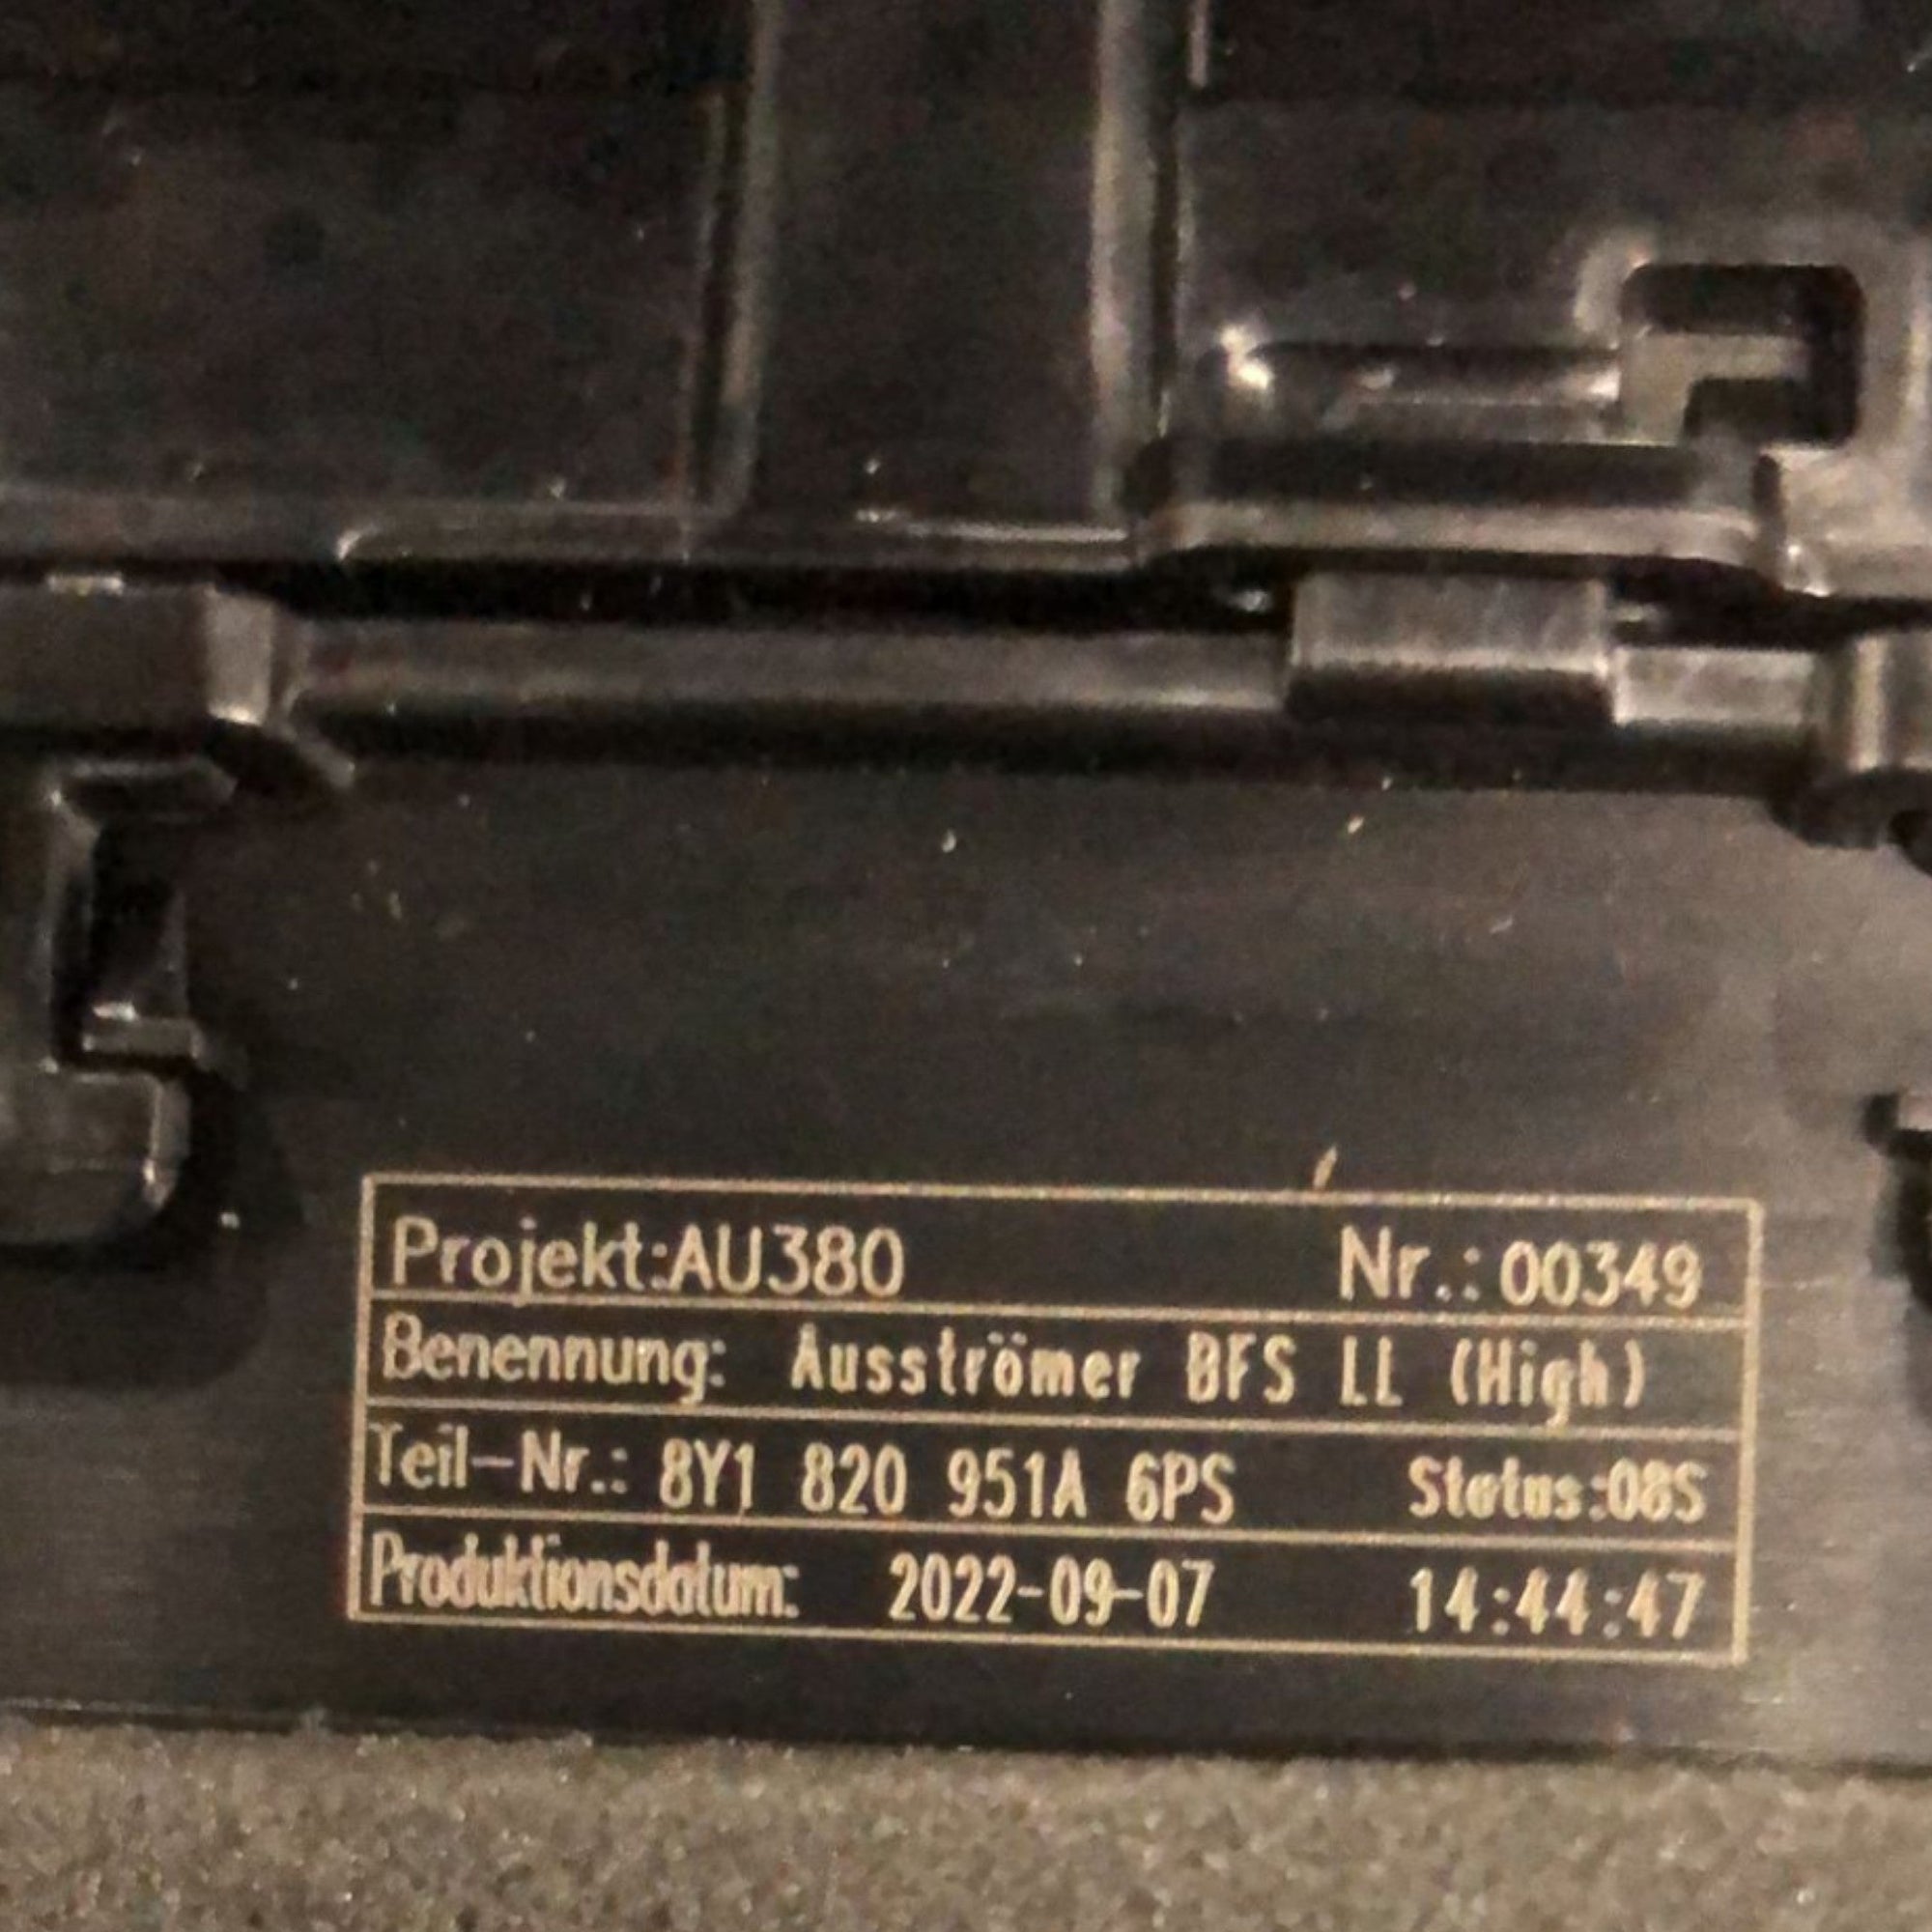 Projekt:AU380 Nr.: 00349
Benennung: Ausströmer BFS LL (High)
Teil-Nr.: 8Y1 820 951A 6PS Status:08S
Produktionsdatum: 2022-09-07 14:44:47